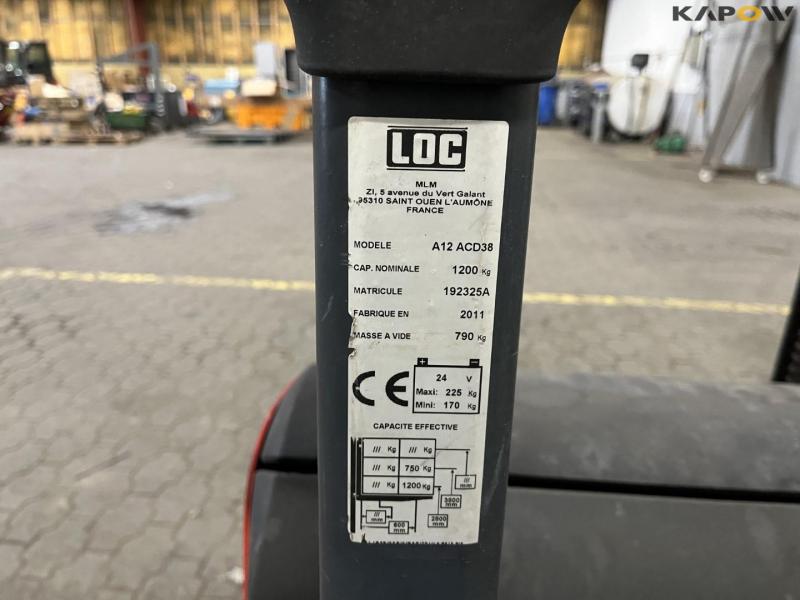 KAPOW
LOC
MLM
ZI, 5 avenue du Vert Galant
95310 SAINT OUEN L'AUMÔNE
FRANCE
MODELE A12 ACD38
CAP. NOMINALE 1200 Kg
MATRICULE 192325A
FABRIQUE EN 2011
MASSE A VIDE 790 Kg
CE
+ −
24 V
Maxi: 225 Kg
Mini: 170 Kg
CAPACITE EFFECTIVE
/// Kg /// Kg
/// Kg 750 Kg
/// Kg 1200 Kg
/// mm
3800 mm
2800 mm
/// mm
600 mm